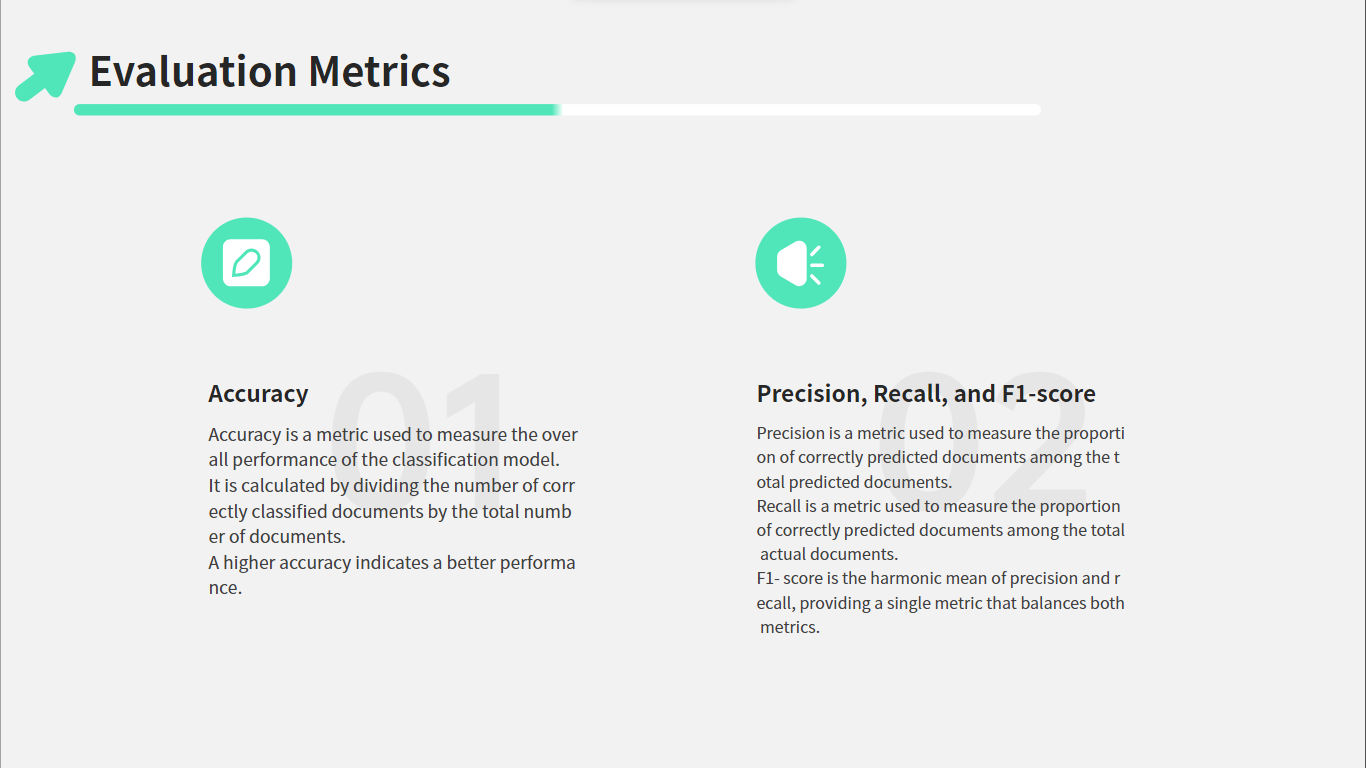 Evaluation Metrics
01
Accuracy
Accuracy is a metric used to measure the over
all performance of the classification model.
It is calculated by dividing the number of corr
ectly classified documents by the total numb
er of documents.
A higher accuracy indicates a better performa
nce.
02
Precision, Recall, and F1-score
Precision is a metric used to measure the proporti
on of correctly predicted documents among the t
otal predicted documents.
Recall is a metric used to measure the proportion
of correctly predicted documents among the total
actual documents.
F1- score is the harmonic mean of precision and r
ecall, providing a single metric that balances both
metrics.